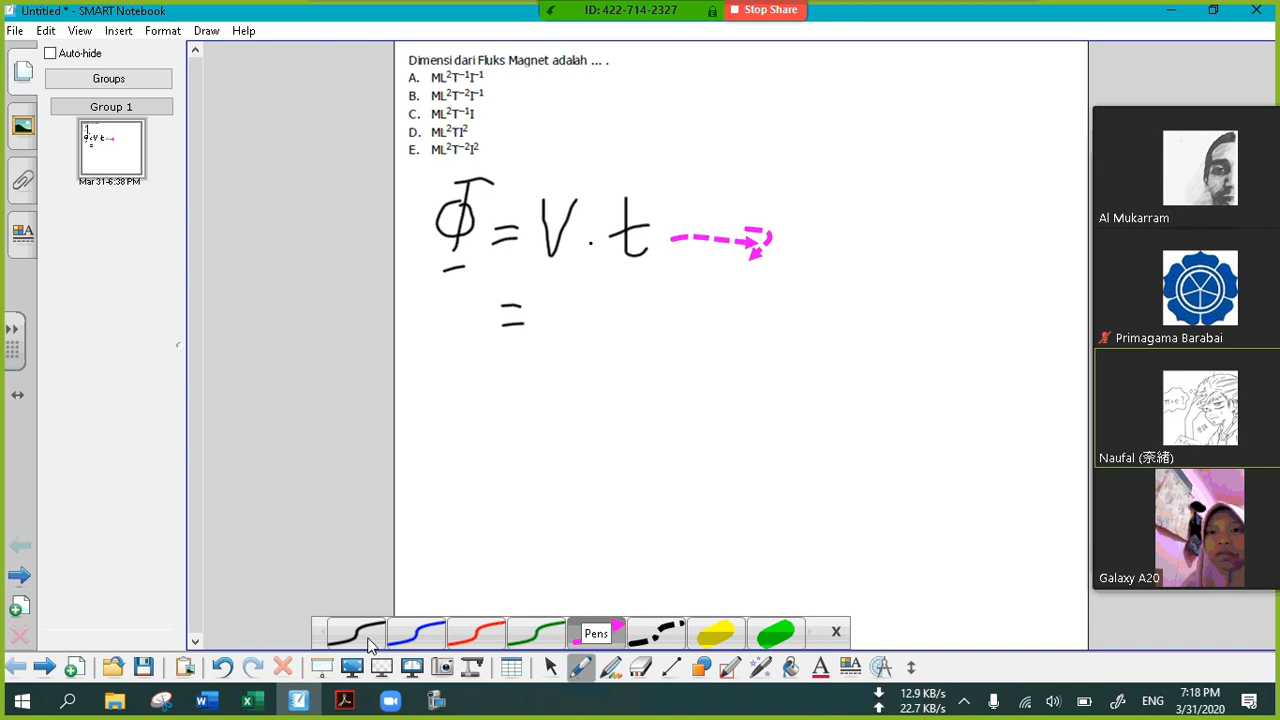 Untitled * - SMART Notebook
ID: 422-714-2327
Stop Share
File Edit View Insert Format Draw Help
Auto-hide
Groups
Group 1
Φ = V . t
=
Mar 31-6:38 PM
Dimensi dari Fluks Magnet adalah ... .
A. ML²T⁻¹I⁻¹
B. ML²T⁻²I⁻¹
C. ML²T⁻¹I
D. ML²TI²
E. ML²T⁻²I²
Φ = V . t
=
Al Mukarram
Primagama Barabai
Naufal (奈緒)
Galaxy A20
Pens
X
12.9 KB/s
22.7 KB/s
ENG
7:18 PM
3/31/2020